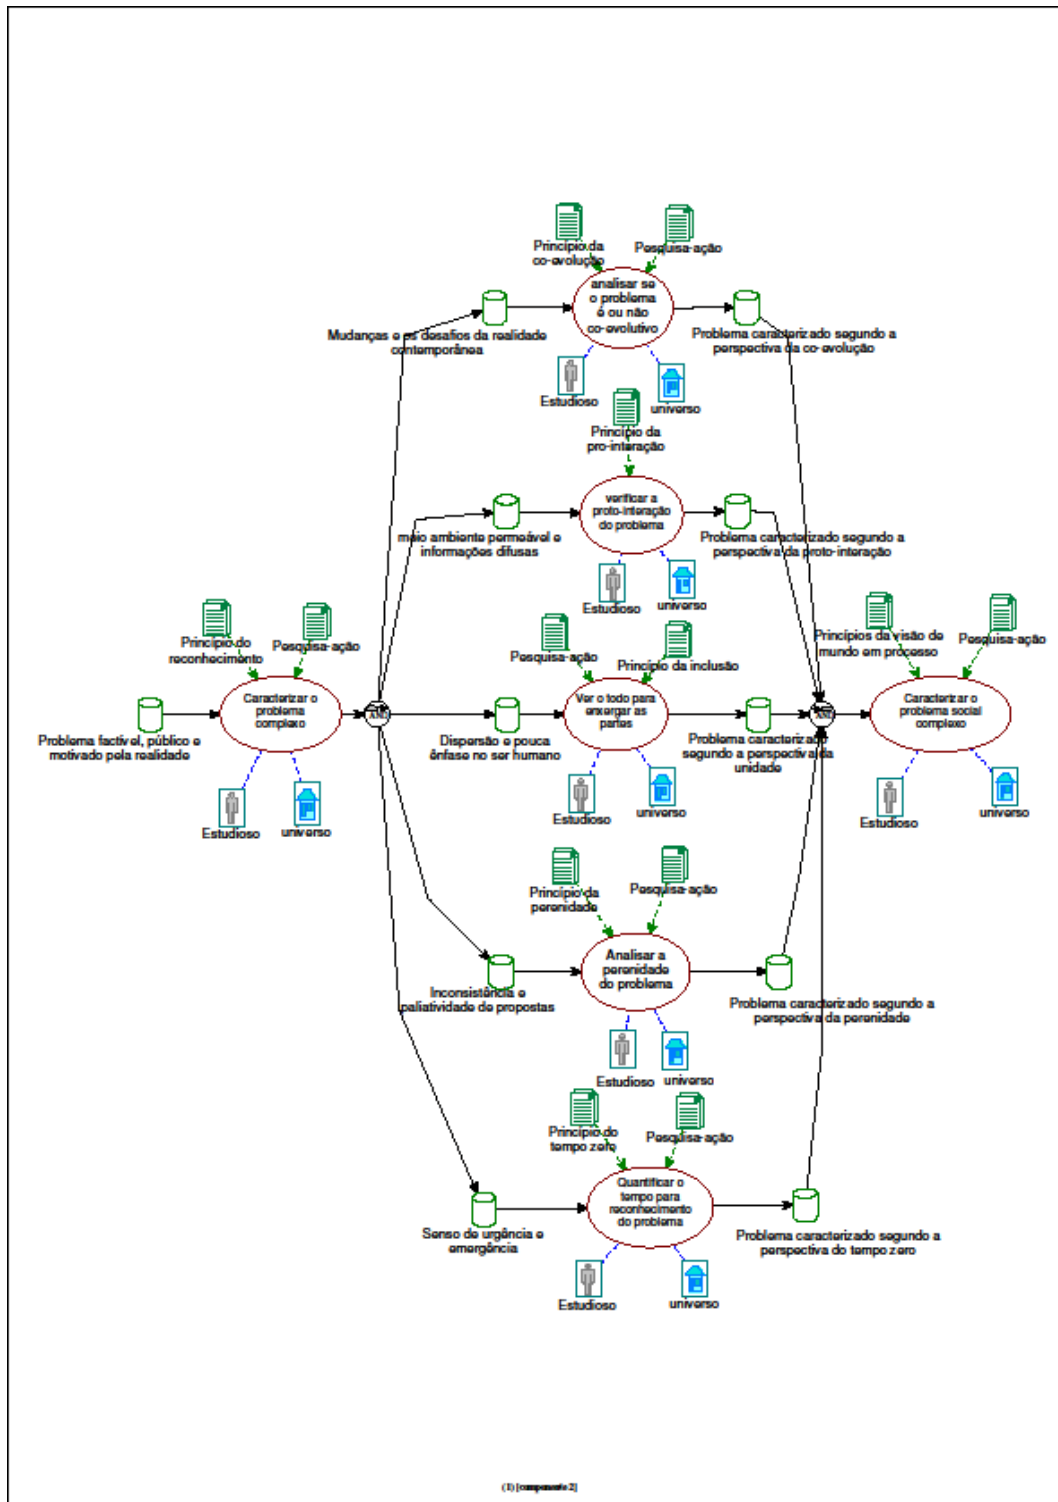 Princípio da
co-evolução
Pesquisa-ação
analisar se
o problema
é ou não
co-evolutivo
Mudanças e os desafios da realidade
contemporânea
Problema caracterizado segundo a
perspectiva da co-evolução
Estudioso
universo
Princípio da
pro-interação
verificar a
proto-interação
do problema
meio ambiente permeável e
informações difusas
Problema caracterizado segundo a
perspectiva da proto-interação
Estudioso
universo
Princípio do
reconhecimento
Pesquisa-ação
Caracterizar o
problema
complexo
Problema factível, público e
motivado pela realidade
Estudioso
universo
AND
Pesquisa-ação
Princípio da inclusão
Ver o todo para
enxergar as
partes
Dispersão e pouca
ênfase no ser humano
Problema caracterizado
segundo a perspectiva da
unidade
Estudioso
universo
AND
Princípios da visão de
mundo em processo
Pesquisa-ação
Caracterizar o
problema social
complexo
Estudioso
universo
Princípio da
perenidade
Pesquisa-ação
Analisar a
perenidade
do problema
Inconsistência e
paliatividade de propostas
Problema caracterizado segundo a
perspectiva da perenidade
Estudioso
universo
Princípio do
tempo zero
Pesquisa-ação
Quantificar o
tempo para
reconhecimento
do problema
Senso de urgência e
emergência
Problema caracterizado segundo a
perspectiva do tempo zero
Estudioso
universo
(1) [componente 2]